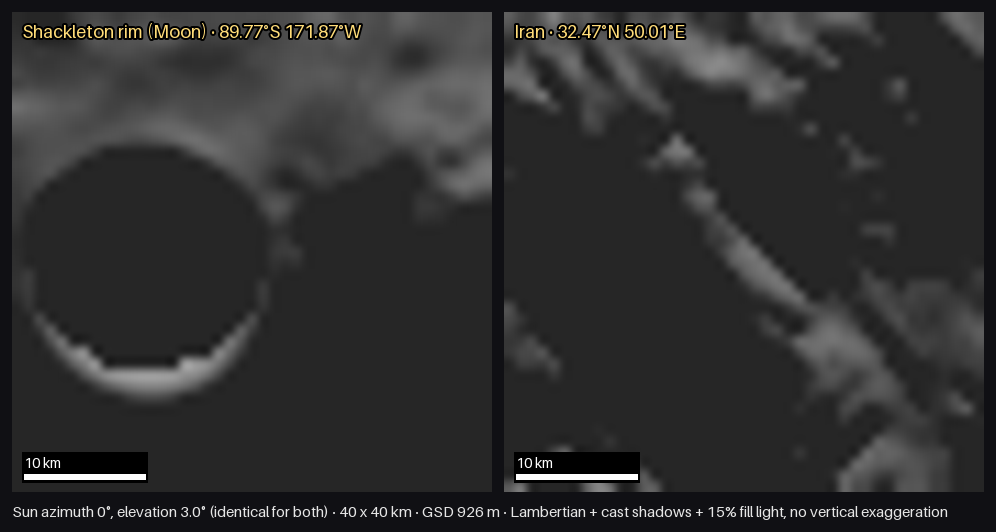 Shackleton rim (Moon) · 89.77°S 171.87°W
Iran · 32.47°N 50.01°E
10 km
10 km
Sun azimuth 0°, elevation 3.0° (identical for both) · 40 x 40 km · GSD 926 m · Lambertian + cast shadows + 15% fill light, no vertical exaggeration